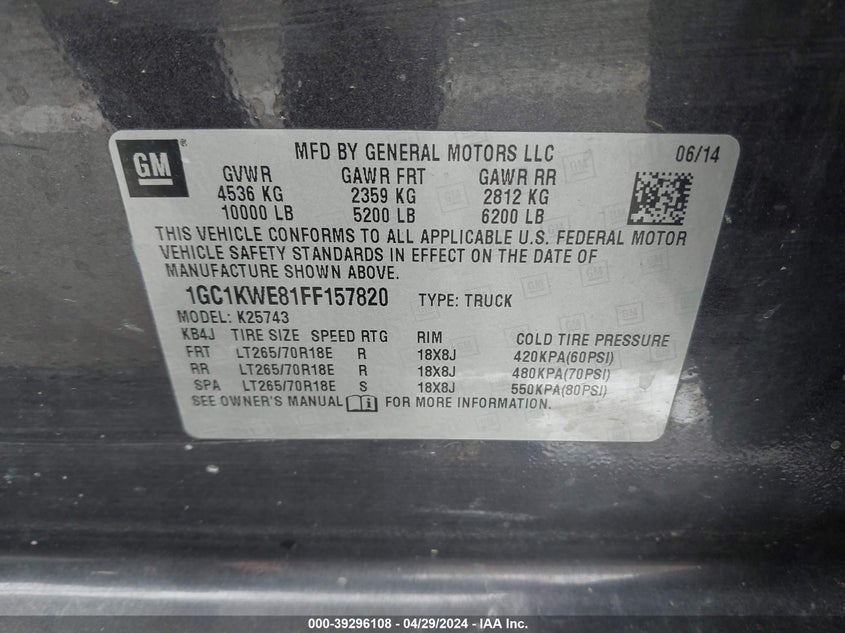 GM
MFD BY GENERAL MOTORS LLC 06/14
GVWR GAWR FRT GAWR RR
4536 KG 2359 KG 2812 KG
10000 LB 5200 LB 6200 LB
THIS VEHICLE CONFORMS TO ALL APPLICABLE U.S. FEDERAL MOTOR
VEHICLE SAFETY STANDARDS IN EFFECT ON THE DATE OF
MANUFACTURE SHOWN ABOVE.
1GC1KWE81FF157820 TYPE: TRUCK
MODEL: K25743
KB4J TIRE SIZE SPEED RTG RIM COLD TIRE PRESSURE
FRT LT265/70R18E R 18X8J 420KPA(60PSI)
RR LT265/70R18E R 18X8J 480KPA(70PSI)
SPA LT265/70R18E S 18X8J 550KPA(80PSI)
SEE OWNER'S MANUAL FOR MORE INFORMATION.
000-39296108 - 04/29/2024 - IAA Inc.